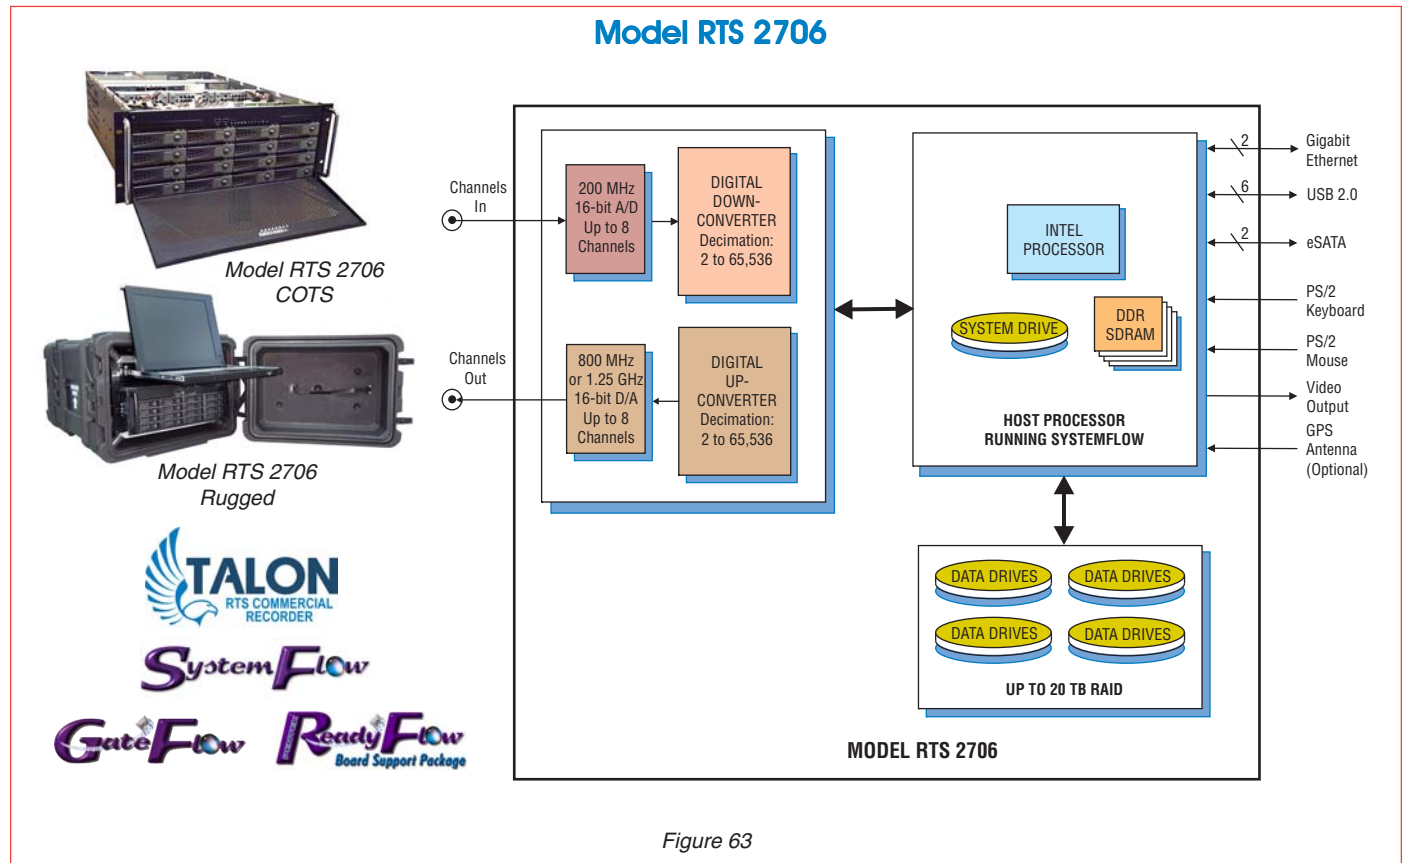 Model RTS 2706
Model RTS 2706
COTS
Model RTS 2706
Rugged
TALON
RTS COMMERCIAL
RECORDER
SystemFlow
GateFlow
ReadyFlow
Board Support Package
Channels
In
200 MHz
16-bit A/D
Up to 8
Channels
DIGITAL
DOWN-
CONVERTER
Decimation:
2 to 65,536
Channels
Out
800 MHz
or 1.25 GHz
16-bit D/A
Up to 8
Channels
DIGITAL
UP-
CONVERTER
Decimation:
2 to 65,536
INTEL
PROCESSOR
SYSTEM DRIVE
DDR
SDRAM
HOST PROCESSOR
RUNNING SYSTEMFLOW
2
Gigabit
Ethernet
6
USB 2.0
2
eSATA
PS/2
Keyboard
PS/2
Mouse
Video
Output
GPS
Antenna
(Optional)
DATA DRIVES
DATA DRIVES
DATA DRIVES
DATA DRIVES
UP TO 20 TB RAID
MODEL RTS 2706
Figure 63